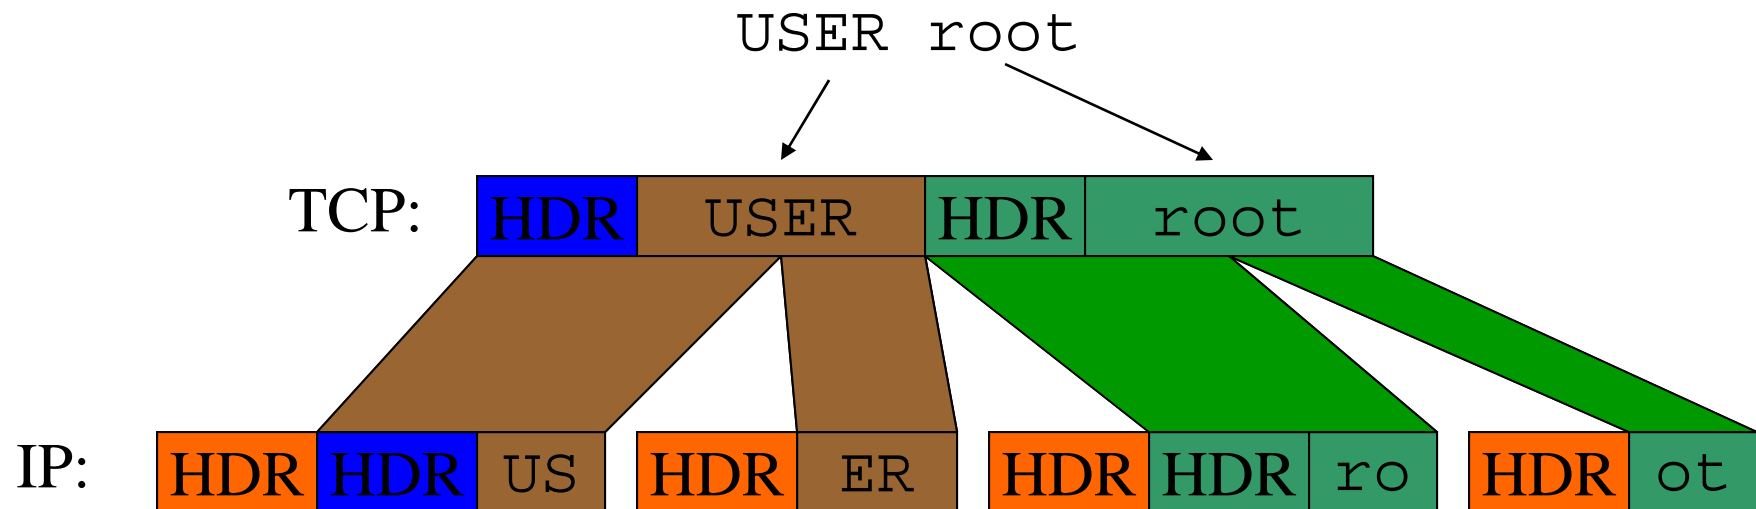 USER root
TCP: HDR USER HDR root
IP: HDR HDR US HDR ER HDR HDR ro HDR ot